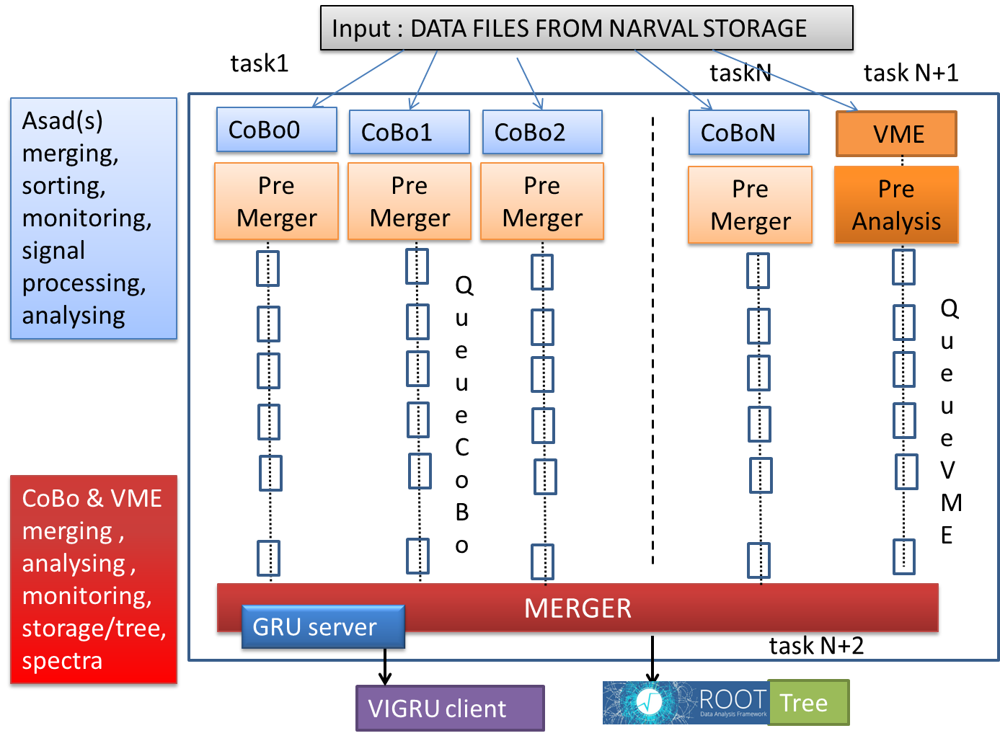 Input : DATA FILES FROM NARVAL STORAGE
task1
taskN
task N+1
Asad(s)
merging,
sorting,
monitoring,
signal
processing,
analysing
CoBo0
CoBo1
CoBo2
CoBoN
VME
Pre
Merger
Pre
Merger
Pre
Merger
Pre
Merger
Pre
Analysis
Q
u
e
u
e
C
o
B
o
Q
u
e
u
e
V
M
E
CoBo & VME
merging ,
analysing ,
monitoring,
storage/tree,
spectra
MERGER
GRU server
task N+2
VIGRU client
ROOT
Data Analysis Framework
Tree